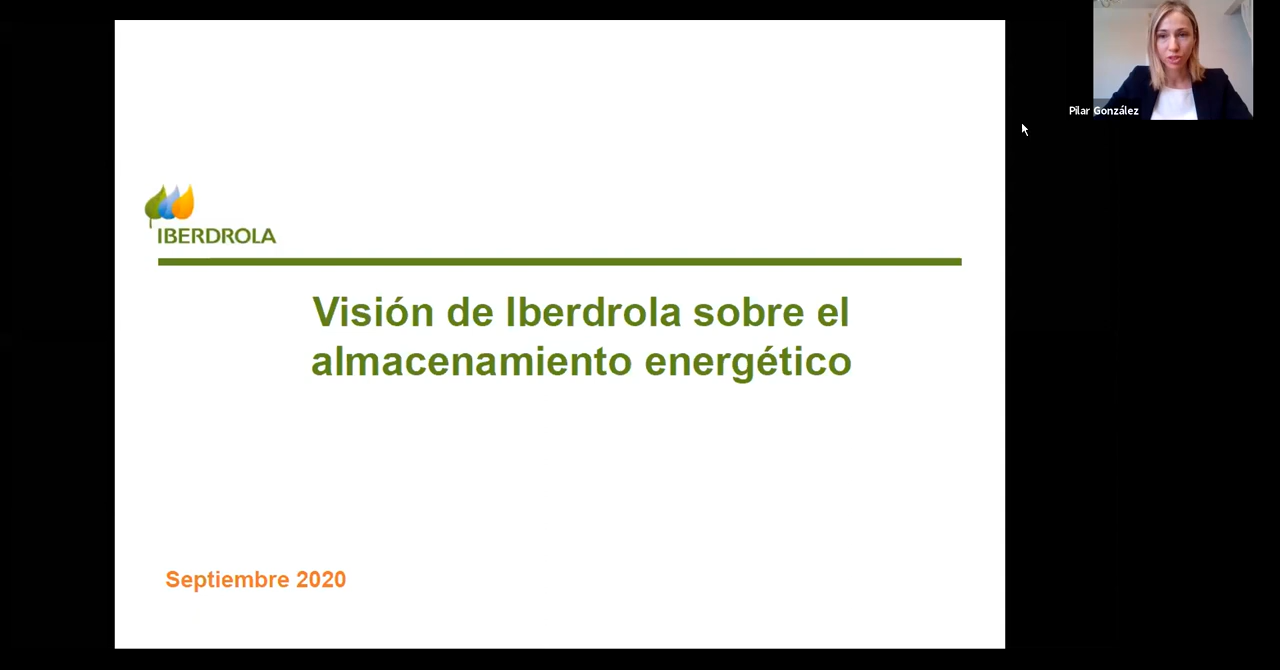 Pilar González
IBERDROLA
Visión de Iberdrola sobre el
almacenamiento energético
Septiembre 2020